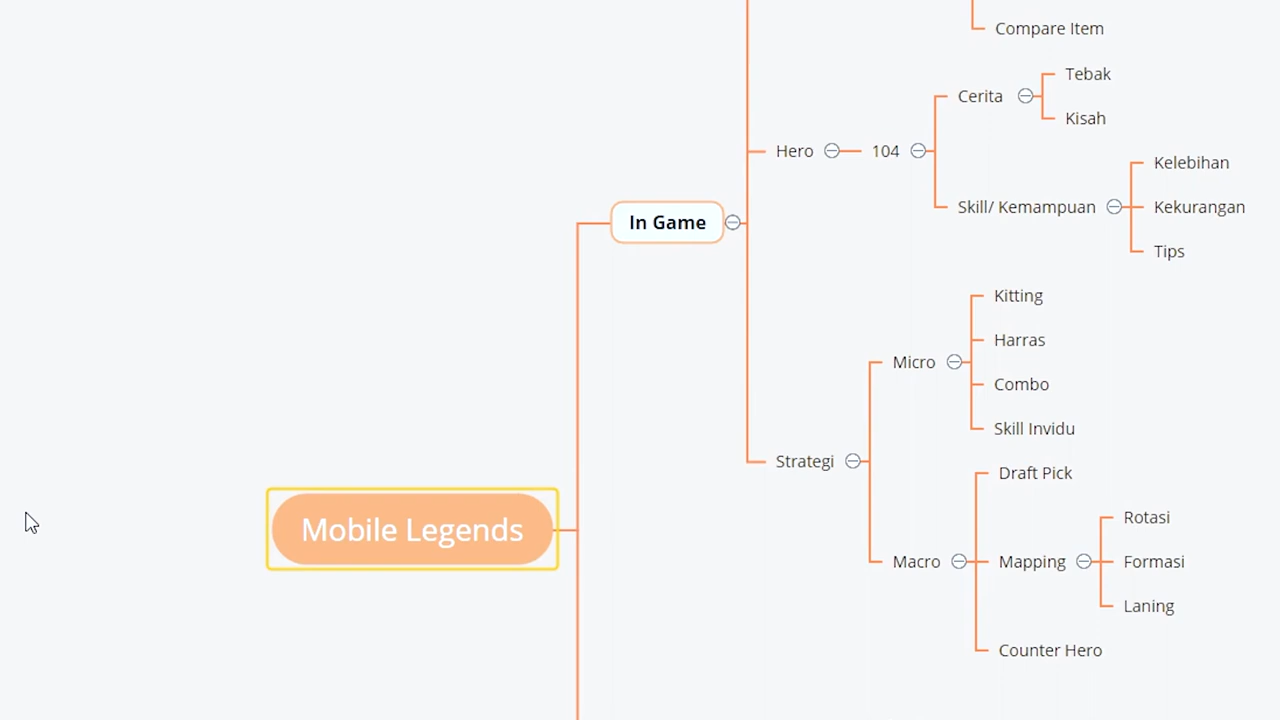 Compare Item
Tebak
Cerita
Kisah
Hero
104
Kelebihan
Skill/ Kemampuan
Kekurangan
Tips
In Game
Kitting
Harras
Micro
Combo
Skill Invidu
Strategi
Draft Pick
Rotasi
Macro
Mapping
Formasi
Laning
Counter Hero
Mobile Legends